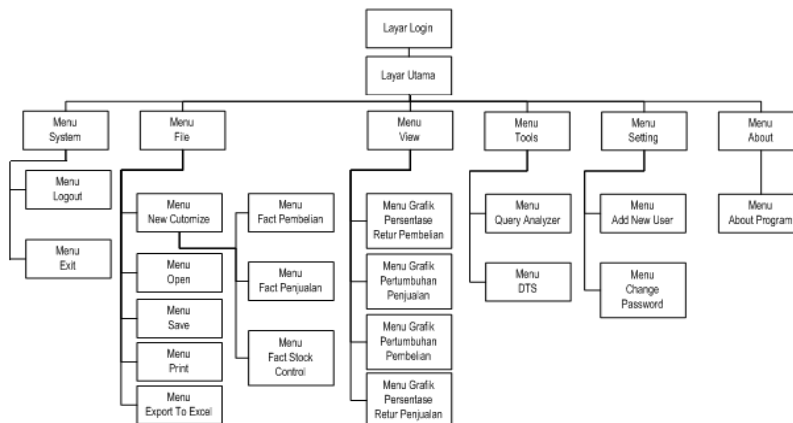 Layar Login
Layar Utama
Menu
System
Menu
File
Menu
View
Menu
Tools
Menu
Setting
Menu
About
Menu
Logout
Menu
Exit
Menu
New Cutomize
Menu
Open
Menu
Save
Menu
Print
Menu
Export To Excel
Menu
Fact Pembelian
Menu
Fact Penjualan
Menu
Fact Stock
Control
Menu Grafik
Persentase
Retur Pembelian
Menu Grafik
Pertumbuhan
Penjualan
Menu Grafik
Pertumbuhan
Pembelian
Menu Grafik
Persentase
Retur Penjualan
Menu
Query Analyzer
Menu
DTS
Menu
Add New User
Menu
Change
Password
Menu
About Program